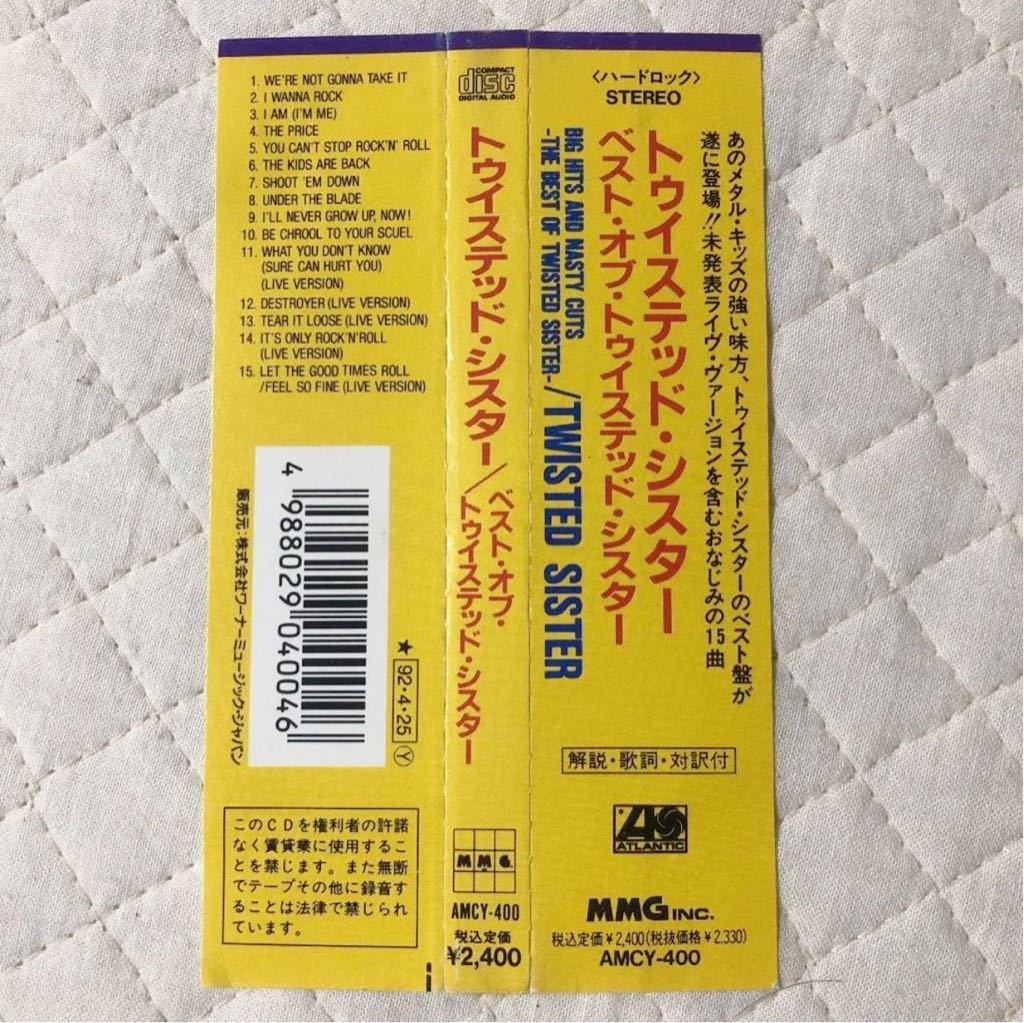 1. WE'RE NOT GONNA TAKE IT
2. I WANNA ROCK
3. I AM (I'M ME)
4. THE PRICE
5. YOU CAN'T STOP ROCK'N' ROLL
6. THE KIDS ARE BACK
7. SHOOT 'EM DOWN
8. UNDER THE BLADE
9. I'LL NEVER GROW UP, NOW!
10. BE CHROOL TO YOUR SCUEL
11. WHAT YOU DON'T KNOW
(SURE CAN HURT YOU)
(LIVE VERSION)
12. DESTROYER (LIVE VERSION)
13. TEAR IT LOOSE (LIVE VERSION)
14. IT'S ONLY ROCK'N'ROLL
(LIVE VERSION)
15. LET THE GOOD TIMES ROLL
/FEEL SO FINE (LIVE VERSION)
★ 92・4・25 Y
4 988029 040046
販売元:株式会社ワーナーミュージック・ジャパン
このCDを権利者の許諾
なく賃貸業に使用するこ
とを禁じます。また無断
でテープその他に録音す
ることは法律で禁じられ
ています。
COMPACT
disc
DIGITAL AUDIO
トゥイステッド・シスター/ベスト・オブ・
トゥイステッド・シスター
M M G.
AMCY-400
税込定価
¥2,400
〈ハードロック〉
STEREO
あのメタル・キッズの強い味方、トゥイステッド・シスターのベスト盤が
遂に登場!!未発表ライヴ・ヴァージョンを含むおなじみの15曲
トゥイステッド・シスター
ベスト・オブ・トゥイステッド・シスター
BIG HITS AND NASTY CUTS
-THE BEST OF TWISTED SISTER-/TWISTED SISTER
解説・歌詞・対訳付
ATLANTIC
MMG INC.
税込定価¥2,400(税抜価格¥2,330)
AMCY-400